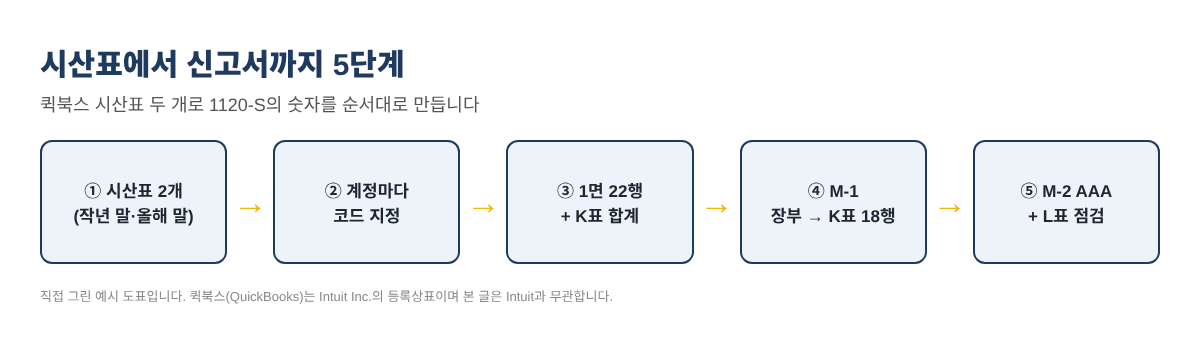 시산표에서 신고서까지 5단계
퀵북스 시산표 두 개로 1120-S의 숫자를 순서대로 만듭니다
① 시산표 2개
(작년 말·올해 말)
→
② 계정마다
코드 지정
→
③ 1면 22행
+ K표 합계
→
④ M-1
장부 → K표 18행
→
⑤ M-2 AAA
+ L표 점검
직접 그린 예시 도표입니다. 퀵북스(QuickBooks)는 Intuit Inc.의 등록상표이며 본 글은 Intuit과 무관합니다.